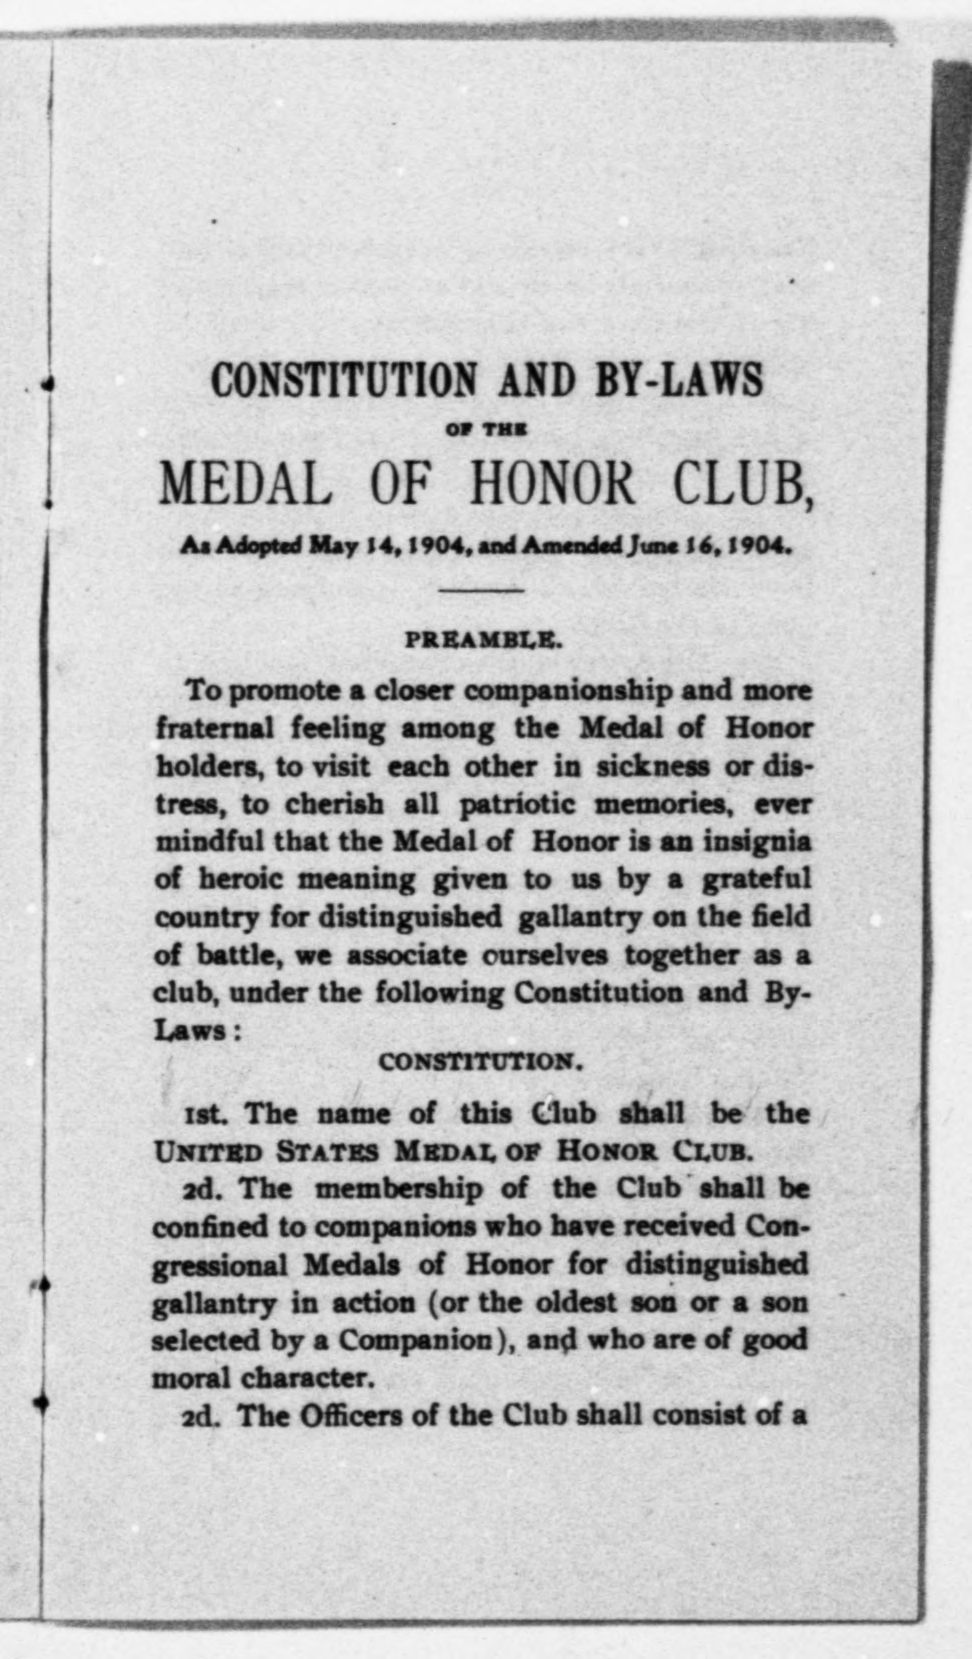 CONSTITUTION AND BY-LAWS
OF THE
MEDAL OF HONOR CLUB,
As Adopted May 14, 1904, and Amended June 16, 1904.
PREAMBLE.
To promote a closer companionship and more
fraternal feeling among the Medal of Honor
holders, to visit each other in sickness or dis-
tress, to cherish all patriotic memories, ever
mindful that the Medal of Honor is an insignia
of heroic meaning given to us by a grateful
country for distinguished gallantry on the field
of battle, we associate ourselves together as a
club, under the following Constitution and By-
Laws:
CONSTITUTION.
1st. The name of this Club shall be the
UNITED STATES MEDAL OF HONOR CLUB.
2d. The membership of the Club shall be
confined to companions who have received Con-
gressional Medals of Honor for distinguished
gallantry in action (or the oldest son or a son
selected by a Companion), and who are of good
moral character.
2d. The Officers of the Club shall consist of a